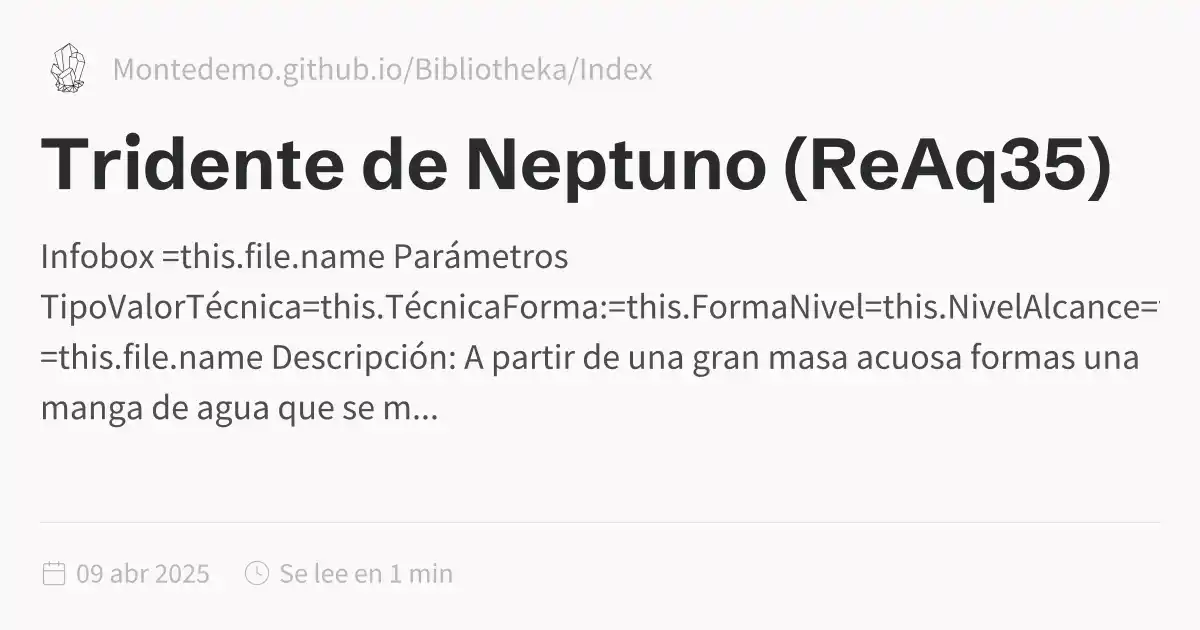 Montedemo.github.io/Bibliotheka/Index
Tridente de Neptuno (ReAq35)
Infobox =this.file.name Parámetros
TipoValorTécnica=this.TécnicaForma:=this.FormaNivel=this.NivelAlcance=
=this.file.name Descripción: A partir de una gran masa acuosa formas una
manga de agua que se m...
09 abr 2025 Se lee en 1 min